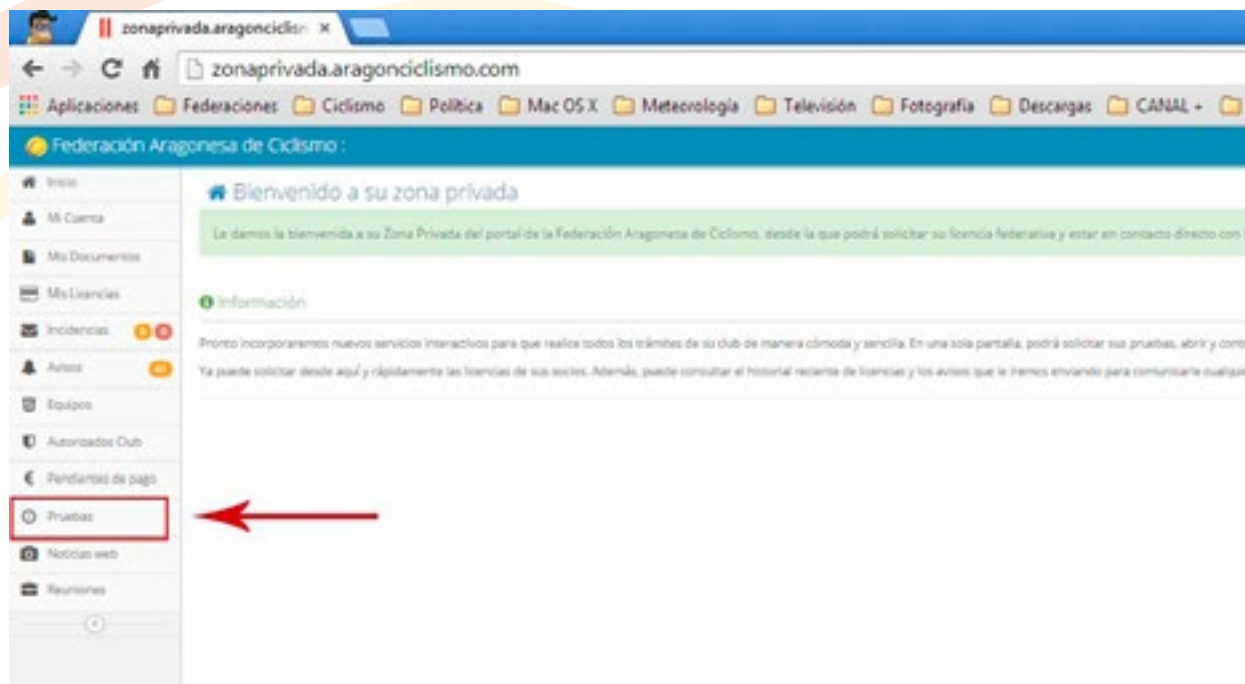 zonaprivada.aragonciclism
zonaprivada.aragonciclismo.com
Aplicaciones Federaciones Ciclismo Política Mac OS X Meteorología Televisión Fotografía Descargas CANAL +
Federación Aragonesa de Ciclismo :
Inicio
Mi Cuenta
Mis Documentos
Mis Licencias
Incidencias
Avisos
Equipos
Autorizados Club
Pendientes de pago
Pruebas
Noticias web
Reuniones
Bienvenido a su zona privada
Le damos la bienvenida a su Zona Privada del portal de la Federación Aragonesa de Ciclismo, desde la que podrá solicitar su licencia federativa y estar en contacto directo con
Información
Pronto incorporaremos nuevos servicios interactivos para que realice todos los trámites de su club de manera cómoda y sencilla. En una sola pantalla, podrá solicitar sus pruebas, abrir y
Ya puede solicitar desde aquí y rápidamente las licencias de sus socios. Además, puede consultar el historial reciente de licencias y los avisos que le iremos enviando para comunicarle